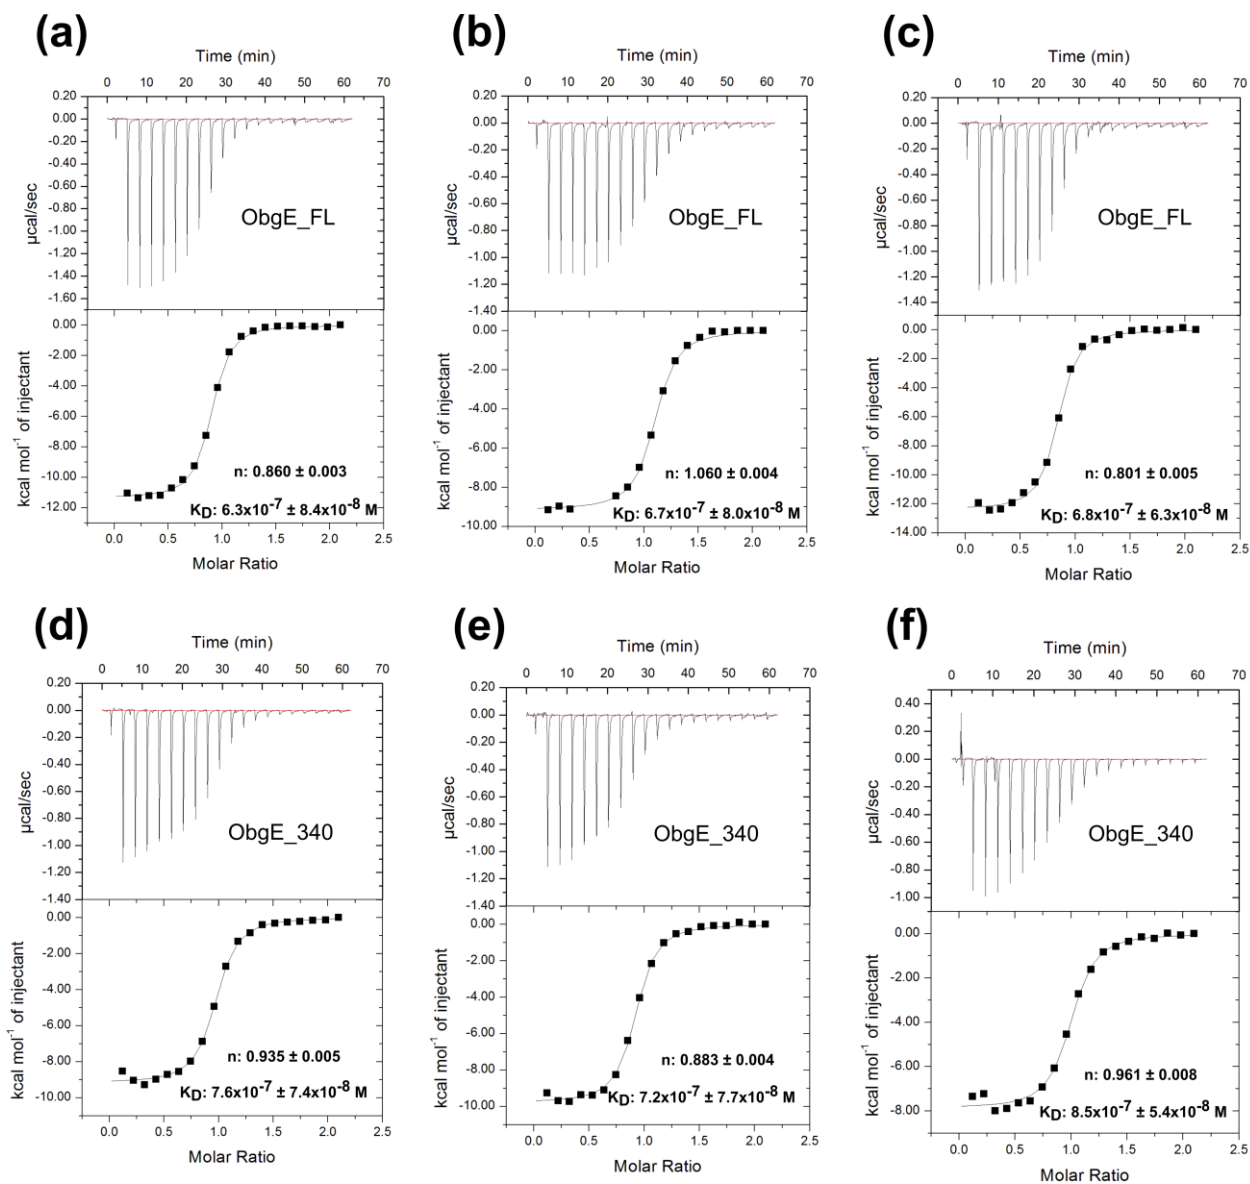 (a)
Time (min)
0 10 20 30 40 50 60 70
0.20
0.00
-0.20
-0.40
-0.60
-0.80
-1.00
-1.20
-1.40
-1.60
µcal/sec
ObgE_FL
0.00
-2.00
-4.00
-6.00
-8.00
-10.00
-12.00
kcal mol⁻¹ of injectant
n: 0.860 ± 0.003
KD: 6.3x10⁻⁷ ± 8.4x10⁻⁸ M
0.0 0.5 1.0 1.5 2.0 2.5
Molar Ratio
(b)
Time (min)
0 10 20 30 40 50 60 70
0.20
0.00
-0.20
-0.40
-0.60
-0.80
-1.00
-1.20
-1.40
µcal/sec
ObgE_FL
0.00
-2.00
-4.00
-6.00
-8.00
-10.00
kcal mol⁻¹ of injectant
n: 1.060 ± 0.004
KD: 6.7x10⁻⁷ ± 8.0x10⁻⁸ M
0.0 0.5 1.0 1.5 2.0 2.5
Molar Ratio
(c)
Time (min)
0 10 20 30 40 50 60 70
0.20
0.00
-0.20
-0.40
-0.60
-0.80
-1.00
-1.20
-1.40
µcal/sec
ObgE_FL
0.00
-2.00
-4.00
-6.00
-8.00
-10.00
-12.00
-14.00
kcal mol⁻¹ of injectant
n: 0.801 ± 0.005
KD: 6.8x10⁻⁷ ± 6.3x10⁻⁸ M
0.0 0.5 1.0 1.5 2.0 2.5
Molar Ratio
(d)
Time (min)
0 10 20 30 40 50 60 70
0.20
0.00
-0.20
-0.40
-0.60
-0.80
-1.00
-1.20
-1.40
µcal/sec
ObgE_340
0.00
-2.00
-4.00
-6.00
-8.00
-10.00
kcal mol⁻¹ of injectant
n: 0.935 ± 0.005
KD: 7.6x10⁻⁷ ± 7.4x10⁻⁸ M
0.0 0.5 1.0 1.5 2.0 2.5
Molar Ratio
(e)
Time (min)
0 10 20 30 40 50 60 70
0.20
0.00
-0.20
-0.40
-0.60
-0.80
-1.00
-1.20
-1.40
µcal/sec
ObgE_340
0.00
-2.00
-4.00
-6.00
-8.00
-10.00
kcal mol⁻¹ of injectant
n: 0.883 ± 0.004
KD: 7.2x10⁻⁷ ± 7.7x10⁻⁸ M
0.0 0.5 1.0 1.5 2.0 2.5
Molar Ratio
(f)
Time (min)
0 10 20 30 40 50 60 70
0.40
0.20
0.00
-0.20
-0.40
-0.60
-0.80
-1.00
µcal/sec
ObgE_340
0.00
-2.00
-4.00
-6.00
-8.00
kcal mol⁻¹ of injectant
n: 0.961 ± 0.008
KD: 8.5x10⁻⁷ ± 5.4x10⁻⁸ M
0.0 0.5 1.0 1.5 2.0 2.5
Molar Ratio